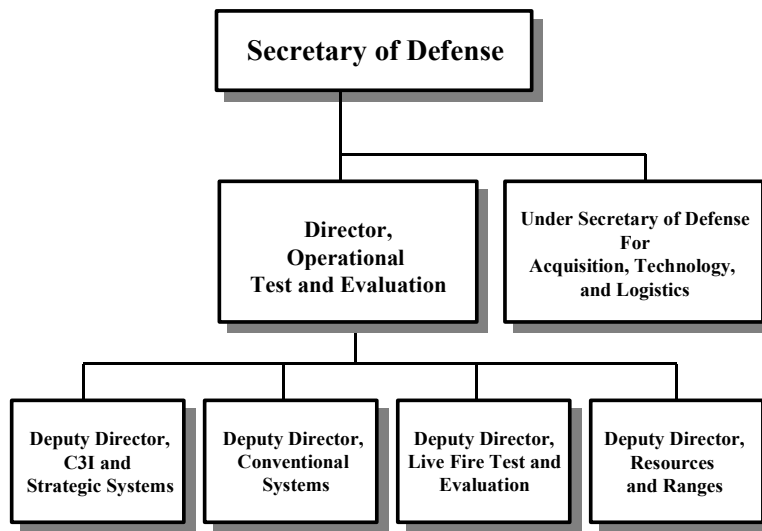 Secretary of Defense
Director,
Operational
Test and Evaluation
Under Secretary of Defense
For
Acquisition, Technology,
and Logistics
Deputy Director,
C3I and
Strategic Systems
Deputy Director,
Conventional
Systems
Deputy Director,
Live Fire Test and
Evaluation
Deputy Director,
Resources
and Ranges